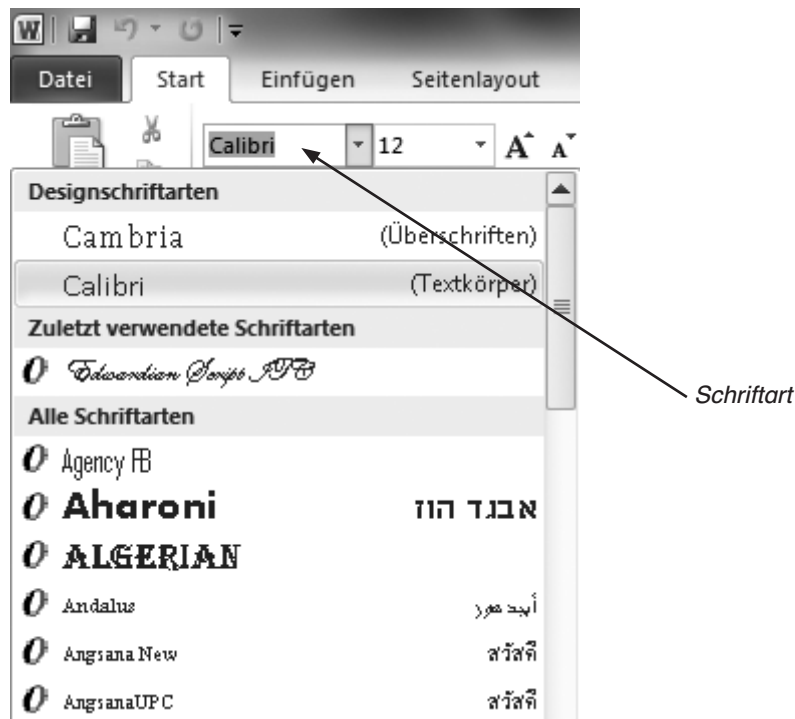 W
Datei Start Einfügen Seitenlayout
Calibri 12 A A
Designschriftarten
Cambria (Überschriften)
Calibri (Textkörper)
Zuletzt verwendete Schriftarten
O Edwardian Script ITC
Schriftart
Alle Schriftarten
O Agency FB
O Aharoni אבגד הוז
O ALGERIAN
O Andalus أبجد هوز
O Angsana New สวัสดี
O AngsanaUPC สวัสดี